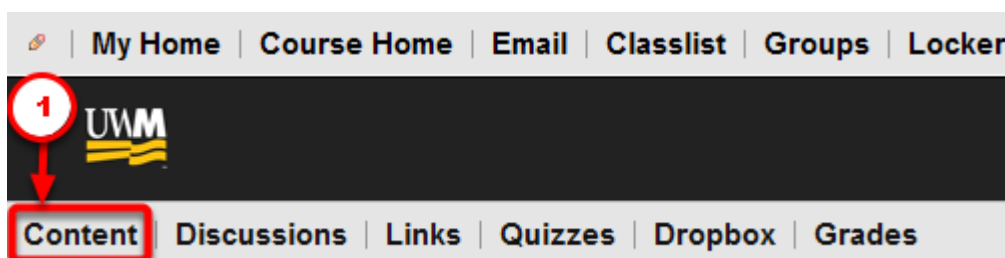 My Home | Course Home | Email | Classlist | Groups | Locker
1
UWM
Content | Discussions | Links | Quizzes | Dropbox | Grades